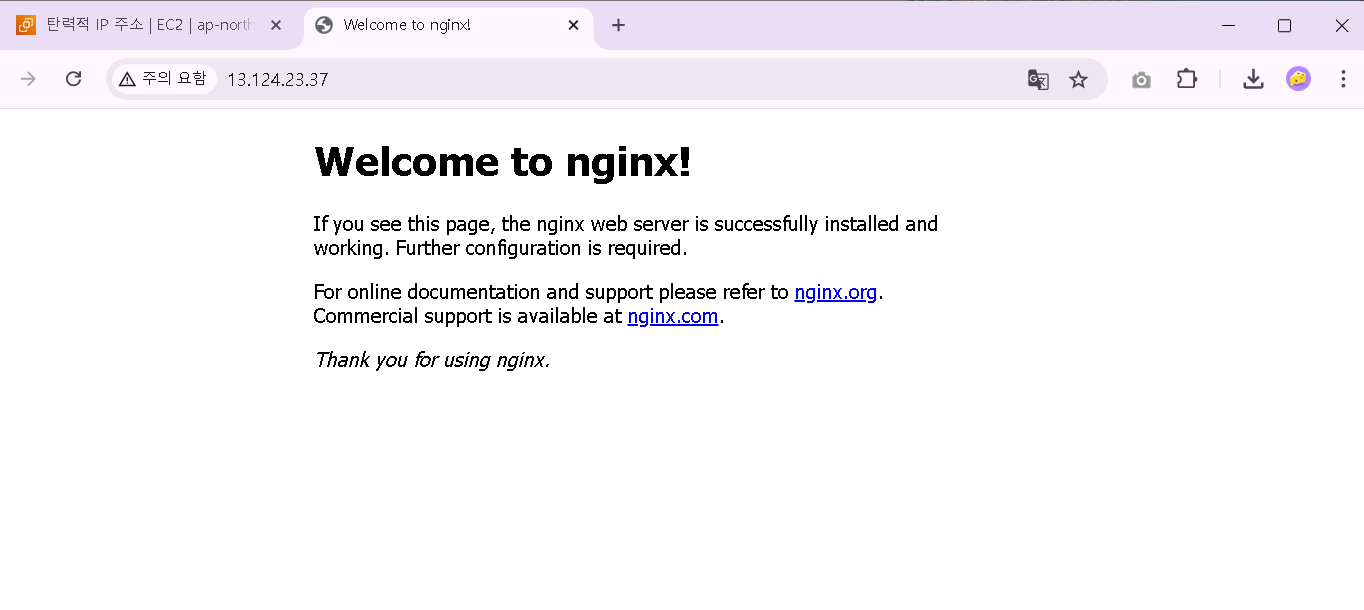 탄력적 IP 주소 | EC2 | ap-north
Welcome to nginx!
주의 요함
13.124.23.37
Welcome to nginx!
If you see this page, the nginx web server is successfully installed and
working. Further configuration is required.
For online documentation and support please refer to nginx.org.
Commercial support is available at nginx.com.
Thank you for using nginx.